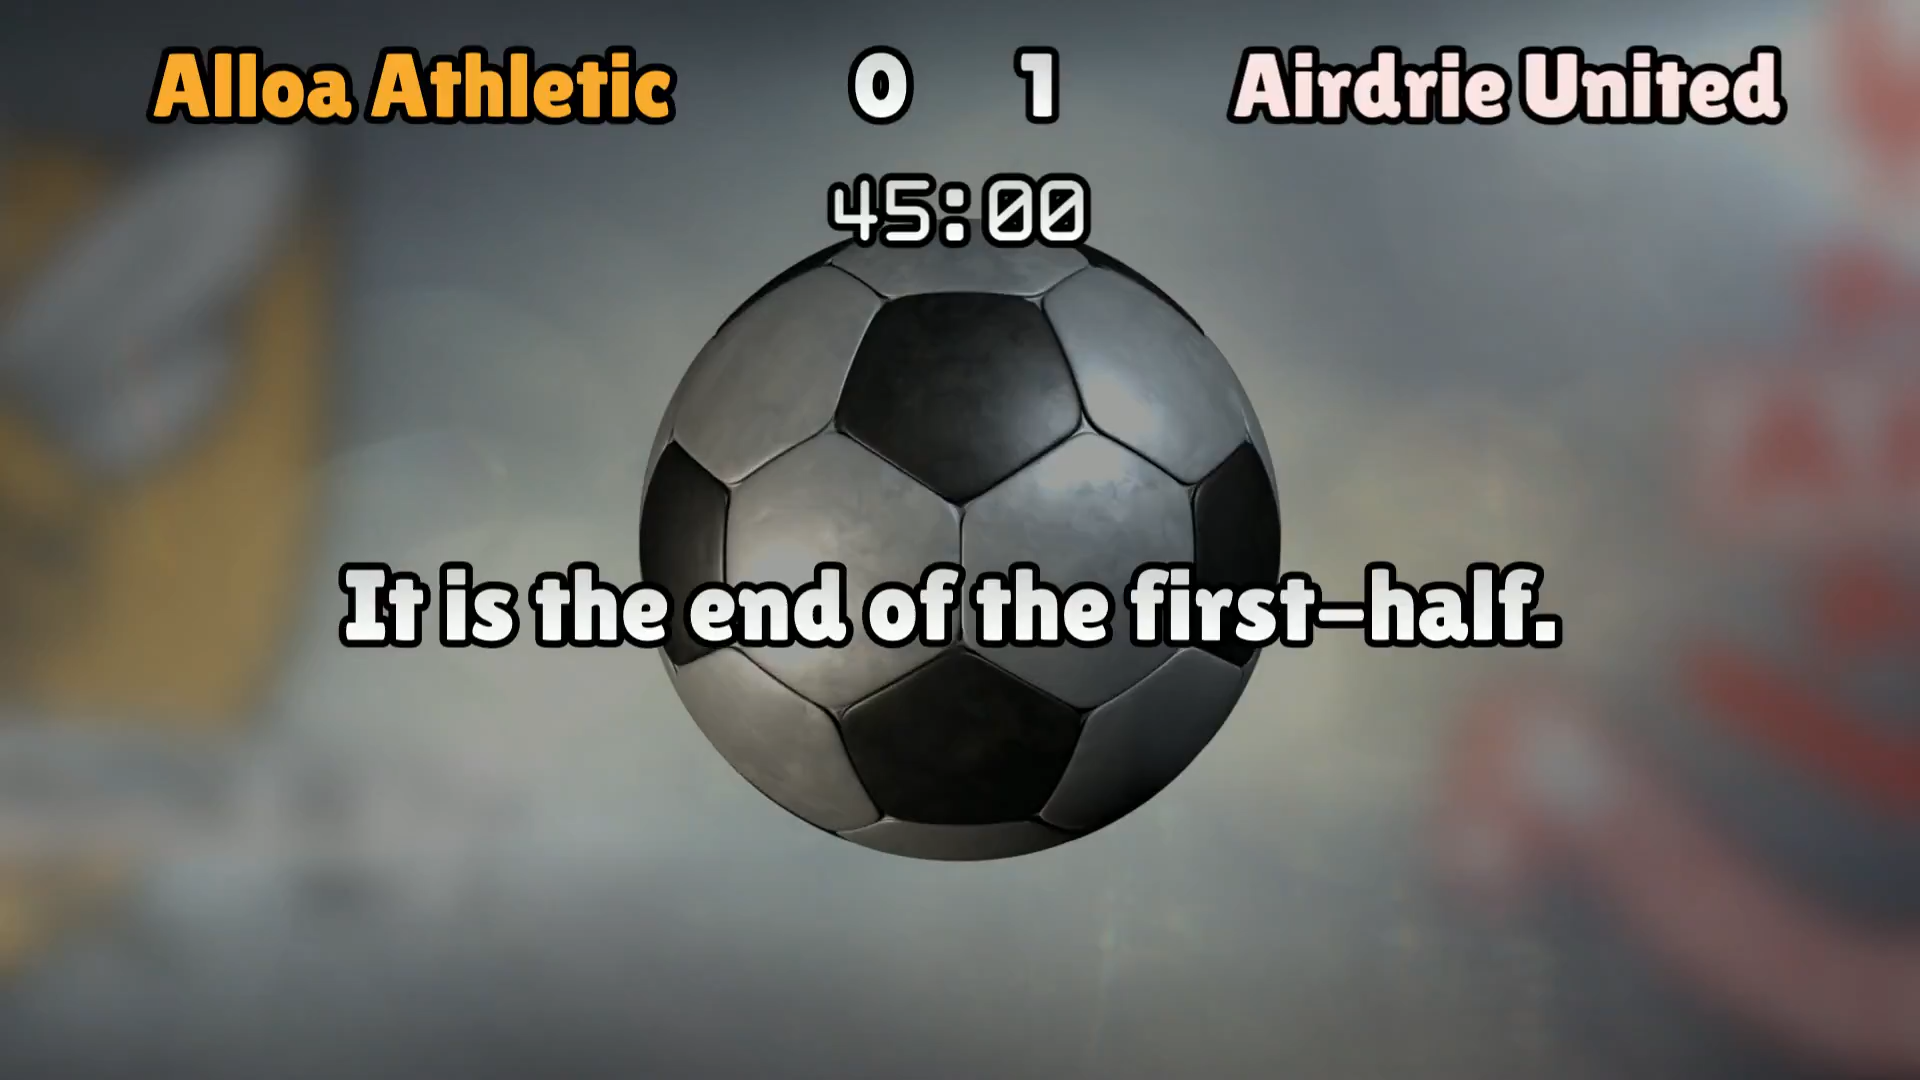 Alloa Athletic 0 1 Airdrie United
45:00
It is the end of the first-half.